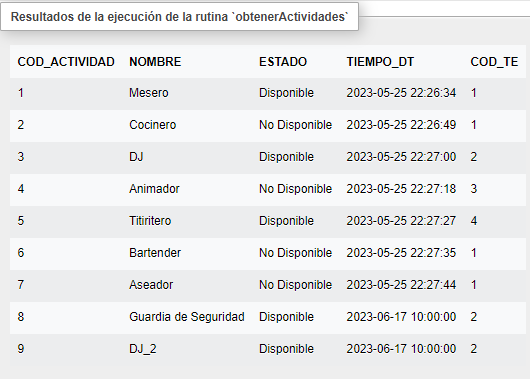 Resultados de la ejecución de la rutina `obtenerActividades`
COD_ACTIVIDAD NOMBRE ESTADO TIEMPO_DT COD_TE
1 Mesero Disponible 2023-05-25 22:26:34 1
2 Cocinero No Disponible 2023-05-25 22:26:49 1
3 DJ Disponible 2023-05-25 22:27:00 2
4 Animador No Disponible 2023-05-25 22:27:18 3
5 Titiritero Disponible 2023-05-25 22:27:27 4
6 Bartender No Disponible 2023-05-25 22:27:35 1
7 Aseador No Disponible 2023-05-25 22:27:44 1
8 Guardia de Seguridad Disponible 2023-06-17 10:00:00 2
9 DJ_2 Disponible 2023-06-17 10:00:00 2